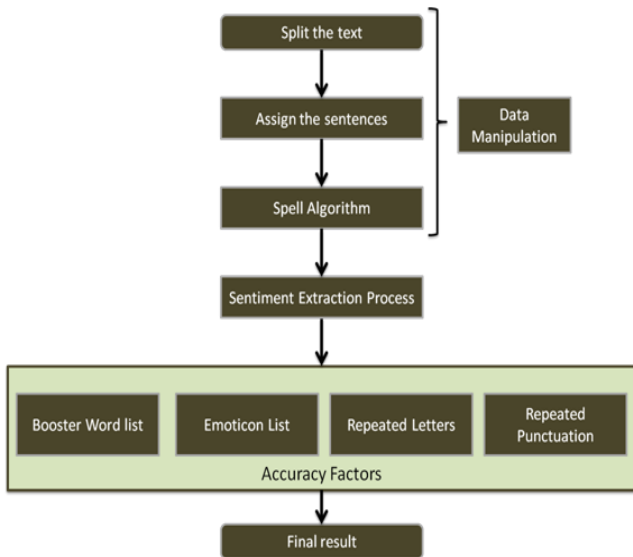 Split the text
Assign the sentences
Data
Manipulation
Spell Algorithm
Sentiment Extraction Process
Booster Word list
Emoticon List
Repeated Letters
Repeated
Punctuation
Accuracy Factors
Final result